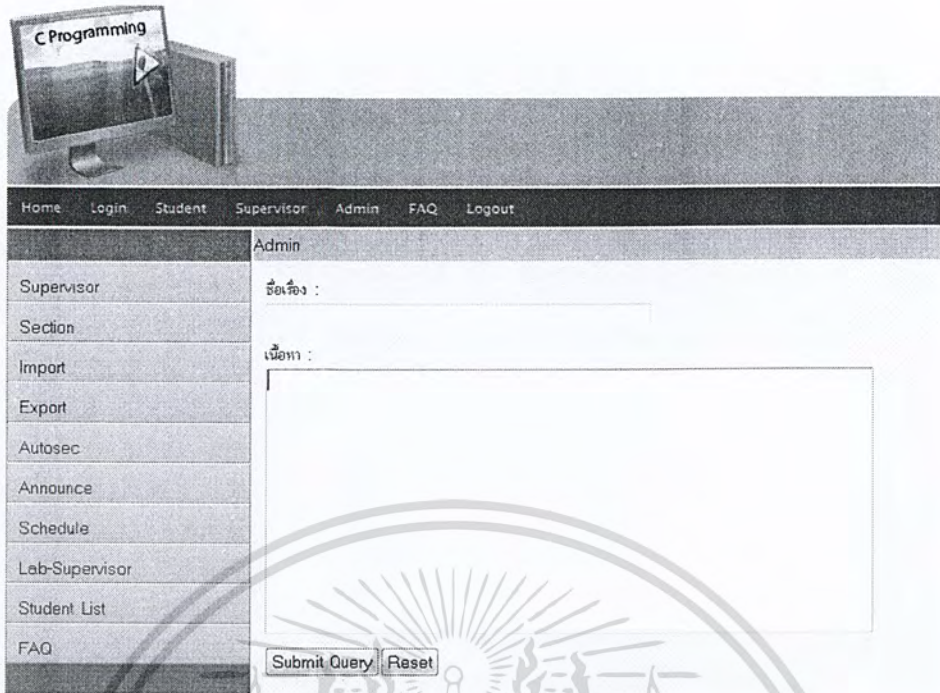 C Programming
Home Login Student Supervisor Admin FAQ Logout
Admin
Supervisor
Section
Import
Export
Autosec
Announce
Schedule
Lab-Supervisor
Student List
FAQ
ชื่อเรื่อง :
เนื้อหา :
Submit Query Reset